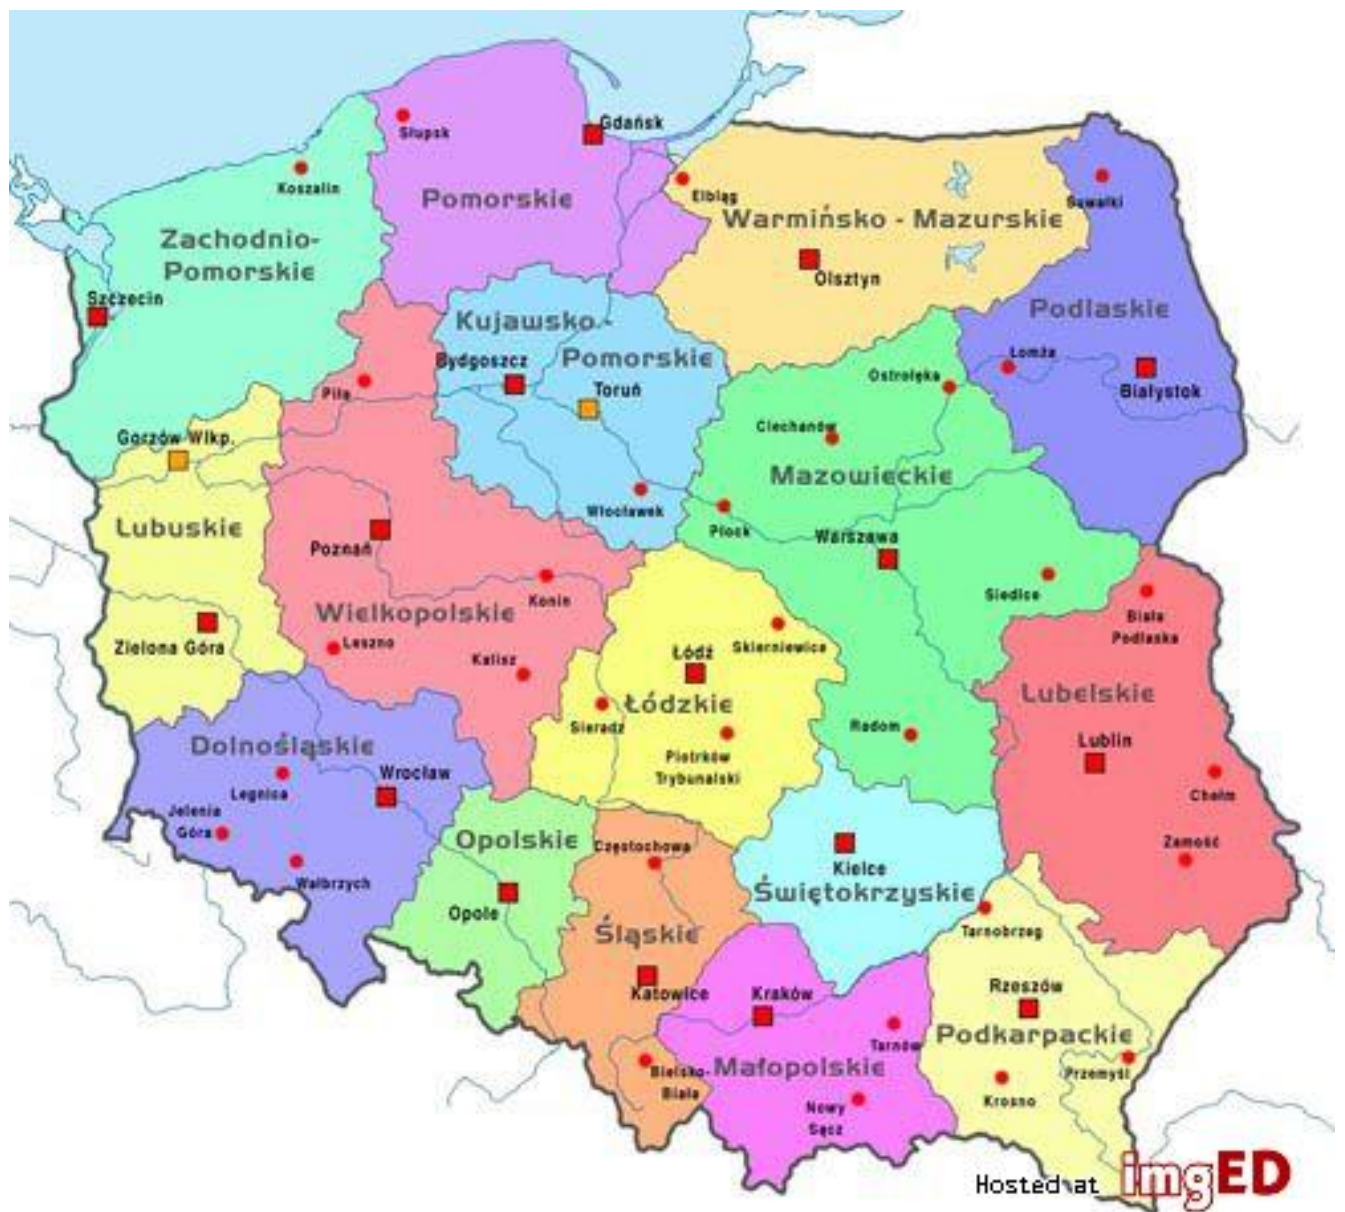 Gdańsk
Słupsk
Koszalin
Pomorskie
Elbląg
Suwałki
Warmińsko - Mazurskie
Zachodnio-
Pomorskie
Olsztyn
Szczecin
Podlaskie
Kujawsko -
Pomorskie
Bydgoszcz
Toruń
Łomża
Ostrołęka
Białystok
Piła
Ciechanów
Gorzów Wlkp.
Mazowieckie
Włocławek
Lubuskie
Płock
Warszawa
Poznań
Konin
Siedlce
Wielkopolskie
Biała
Podlaska
Leszno
Zielona Góra
Kalisz
Łódź
Skierniewice
Lubelskie
Łódzkie
Sieradz
Radom
Lublin
Piotrków
Trybunalski
Dolnośląskie
Wrocław
Legnica
Chełm
Jelenia
Góra
Opolskie
Częstochowa
Zamość
Kielce
Wałbrzych
Świętokrzyskie
Opole
Śląskie
Tarnobrzeg
Katowice
Kraków
Rzeszów
Podkarpackie
Tarnów
Małopolskie
Bielsko-
Biała
Przemyśl
Nowy
Sącz
Krosno
Hosted at imgED